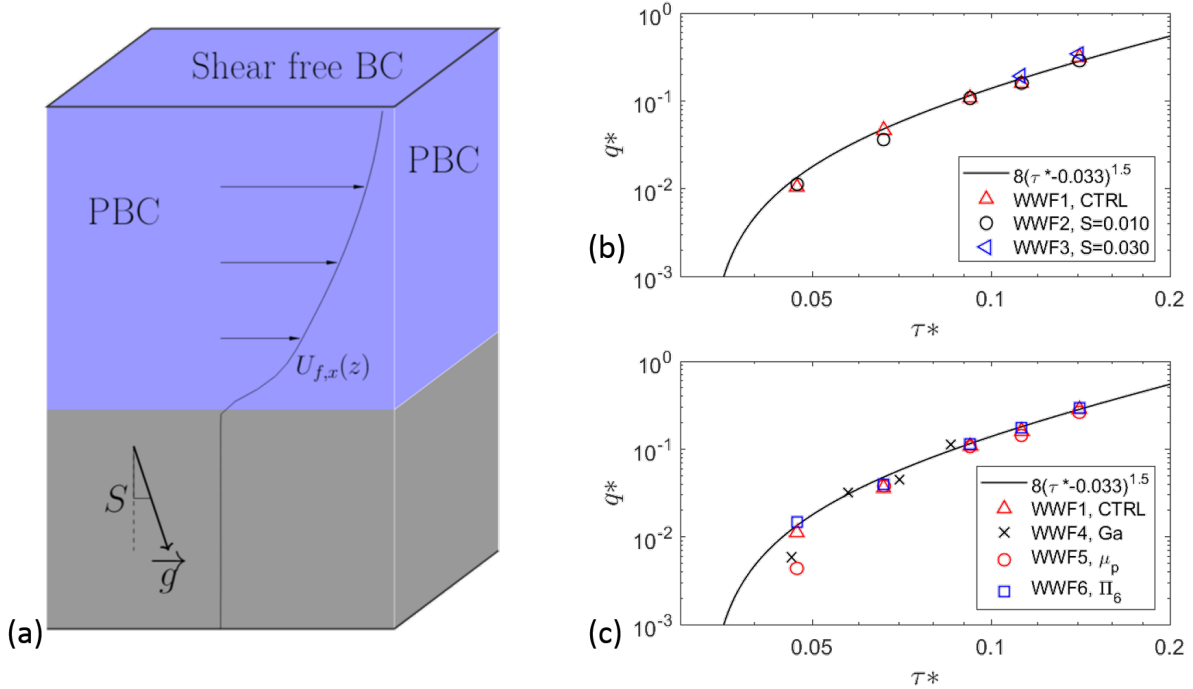 Shear free BC
PBC
PBC
U_{f,x}(z)
S
g
(a)
10^0
10^-1
10^-2
10^-3
q*
8(τ*-0.033)^1.5
WWF1, CTRL
WWF2, S=0.010
WWF3, S=0.030
0.05 0.1 0.2
τ*
(b)
10^0
10^-1
10^-2
10^-3
q*
8(τ*-0.033)^1.5
WWF1, CTRL
WWF4, Ga
WWF5, μ_p
WWF6, Π_6
0.05 0.1 0.2
τ*
(c)